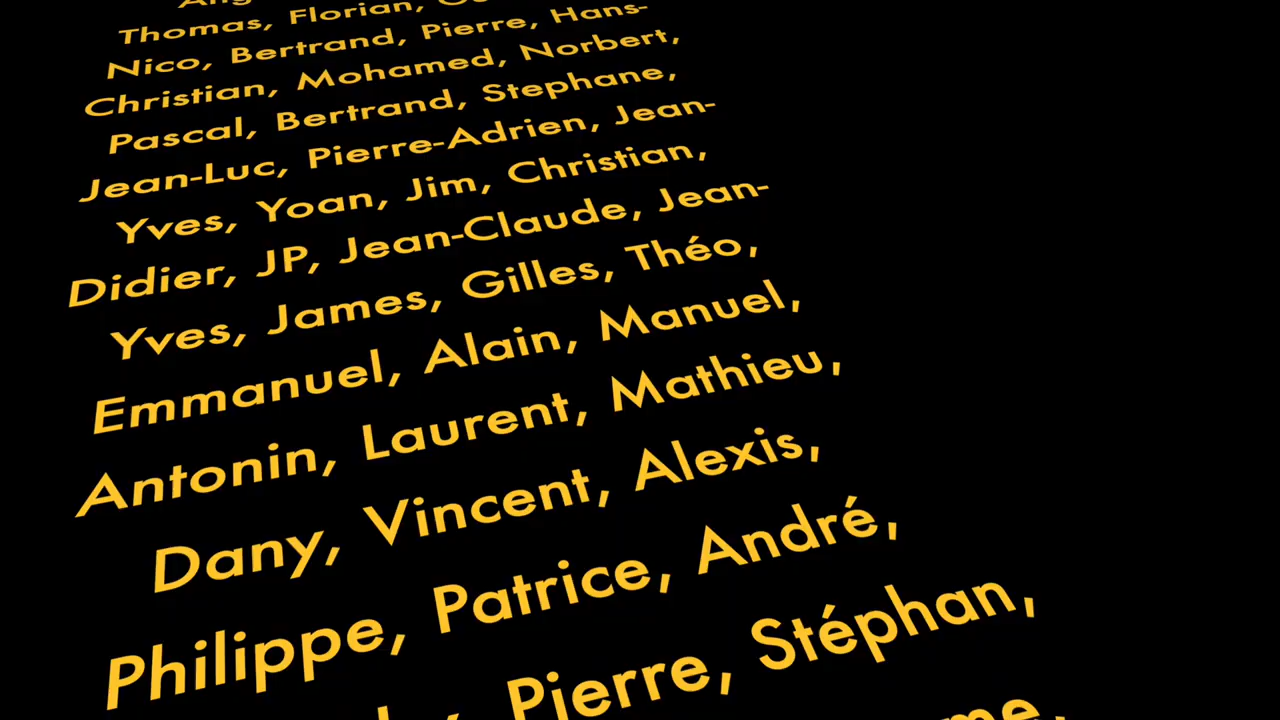 Thomas, Florian,
Nico, Bertrand, Pierre, Hans-
Christian, Mohamed, Norbert,
Pascal, Bertrand, Stephane,
Jean-Luc, Pierre-Adrien, Jean-
Yves, Yoan, Jim, Christian,
Didier, JP, Jean-Claude, Jean-
Yves, James, Gilles, Théo,
Emmanuel, Alain, Manuel,
Antonin, Laurent, Mathieu,
Dany, Vincent, Alexis,
Philippe, Patrice, André,
Pierre, Stéphan,